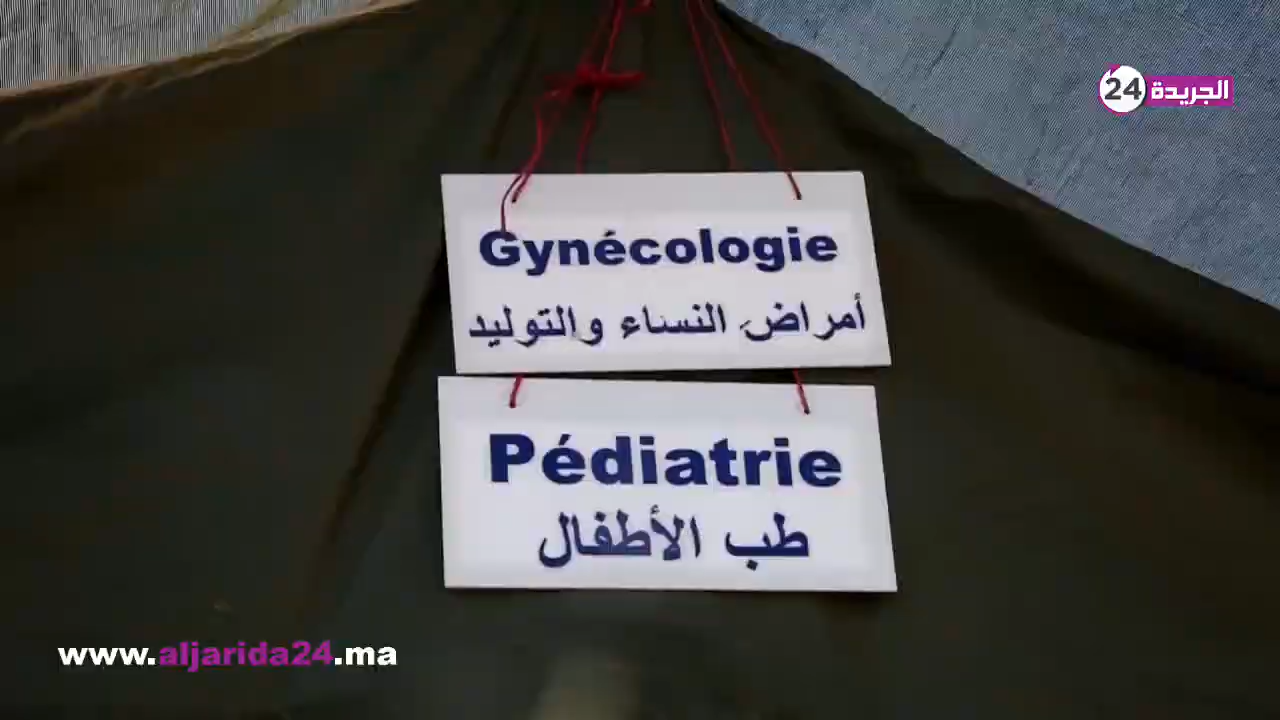 24 الجريدة
Gynécologie
أمراض النساء والتوليد
Pédiatrie
طب الأطفال
www.aljarida24.ma